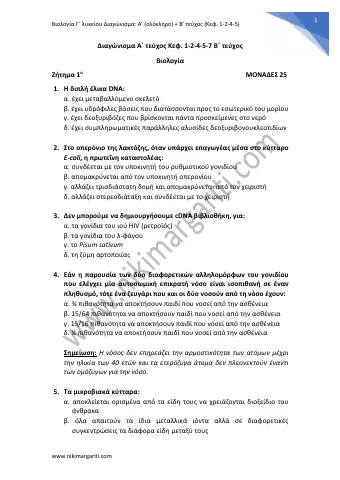 Βιολογία Γ΄ λυκείου Διαγώνισμα: Α' (ολόκληρο) + Β' τεύχος (Κεφ. 1-2-4-5)
1
Διαγώνισμα Α΄ τεύχος Κεφ. 1-2-4-5-7 Β΄ τεύχος
Βιολογία
Ζήτημα 1ο ΜΟΝΑΔΕΣ 25
1. Η διπλή έλικα DNA:
α. έχει μεταβαλλόμενο σκελετό
β. έχει υδρόφιλες βάσεις που διατάσσονται προς το εσωτερικό του μορίου
γ. έχει δεοξυριβόζες που βρίσκονται πάντα προσκείμενες στο νερό
δ. έχει συμπληρωματικές παράλληλες αλυσίδες δεοξυριβονουκλεοτιδίων
2. Στο οπερόνιο της λακτόζης, όταν υπάρχει επαγωγέας μέσα στο κύτταρο
E-coli, η πρωτεΐνη καταστολέας:
α. συνδέεται με τον υποκινητή του ρυθμιστικού γονιδίου
β. απομακρύνεται από τον υποκινητή οπερονίου
γ. αλλάζει τρισδιάστατη δομή και απομακρύνεται από τον χειριστή
δ. αλλάζει στερεοδιάταξη και συνδέεται με το χειριστή
3. Δεν μπορούμε να δημιουργήσουμε cDNA βιβλιοθήκη, για:
α. τα γονίδια του ιού HIV (ρετροϊός)
β. τα γονίδια του λ-φάγου
γ. το Pisum sativum
δ. τη ζύμη αρτοποιίας
4. Εάν η παρουσία των δύο διαφορετικών αλληλομόρφων του γονιδίου
που ελέγχει μία αυτοσωμική επικρατή νόσο είναι ισοπιθανή σε έναν
πληθυσμό, τότε ένα ζευγάρι που και οι δύο νοσούν από τη νόσο έχουν:
α. ¾ πιθανότητα να αποκτήσουν παιδί που νοσεί από την ασθένεια
β. 15/64 πιθανότητα να αποκτήσουν παιδί που νοσεί από την ασθένεια
γ. 15/16 πιθανότητα να αποκτήσουν παιδί που νοσεί από την ασθένεια
δ. πιθανότητα να αποκτήσουν παιδί που νοσεί από την ασθένεια
Σημείωση: Η νόσος δεν επηρεάζει την αρμοστικότητα των ατόμων μέχρι
την ηλικία των 40 ετών και τα ετερόζυγα άτομα δεν πλεονεκτούν έναντι
των ομόζυγων για την νόσο.
5. Τα μικροβιακά κύτταρα:
α. αποκλείεται ορισμένα από τα είδη τους να χρειάζονται διοξείδιο του
άνθρακα
β. όλα απαιτούν τα ίδια μεταλλικά ιόντα αλλά σε διαφορετικές
συγκεντρώσεις τα διάφορα είδη μεταξύ τους
www.nikimargariti.com
www.nikimargariti.com